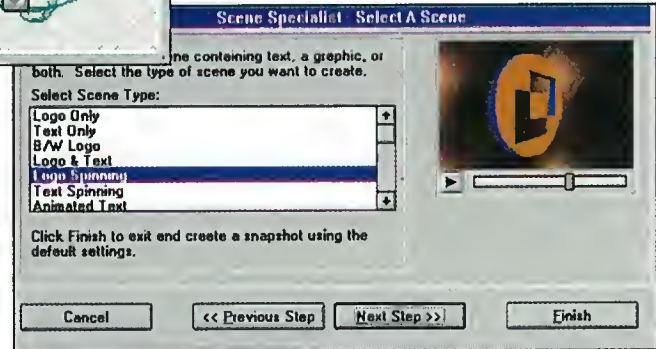 Scene Specialist - Select A Scene
ne containing text, a graphic, or
both. Select the type of scene you want to create.
Select Scene Type:
Logo Only
Text Only
B/W Logo
Logo & Text
Logo Spinning
Text Spinning
Animated Text
Click Finish to exit and create a snapshot using the
default settings.
Cancel
<< Previous Step
Next Step >>
Finish